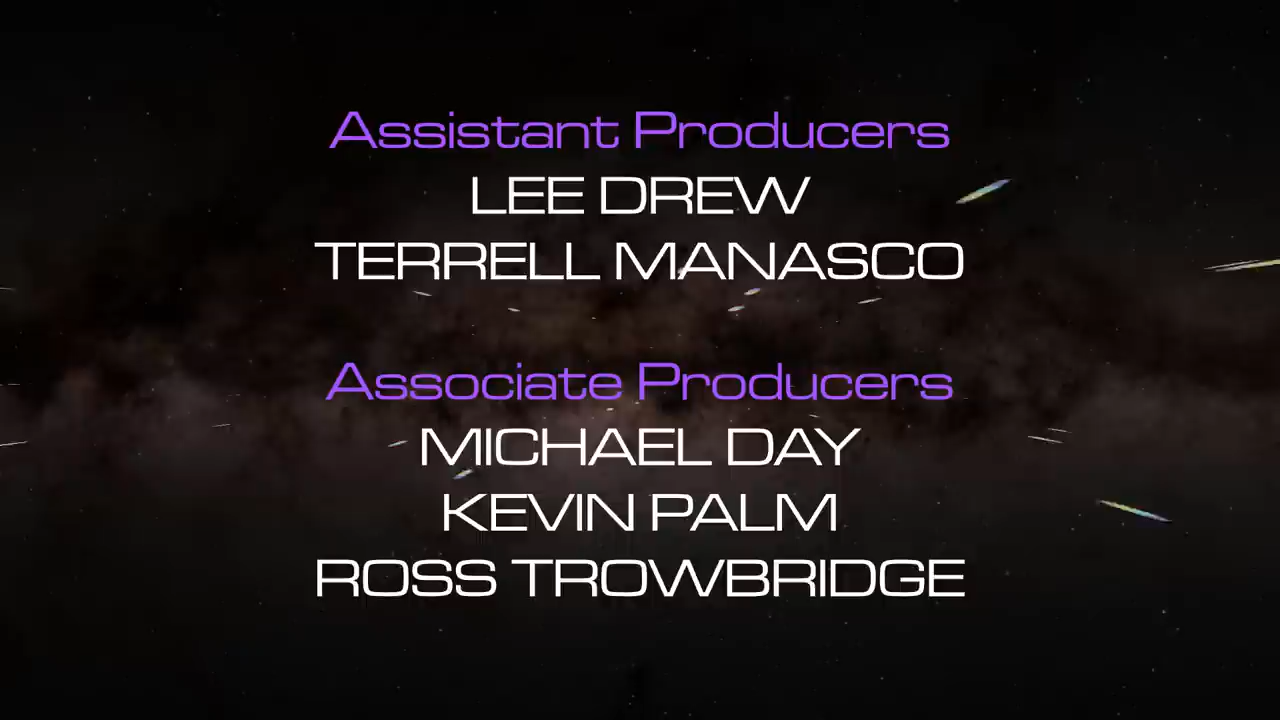 Assistant Producers
LEE DREW
TERRELL MANASCO
Associate Producers
MICHAEL DAY
KEVIN PALM
ROSS TROWBRIDGE